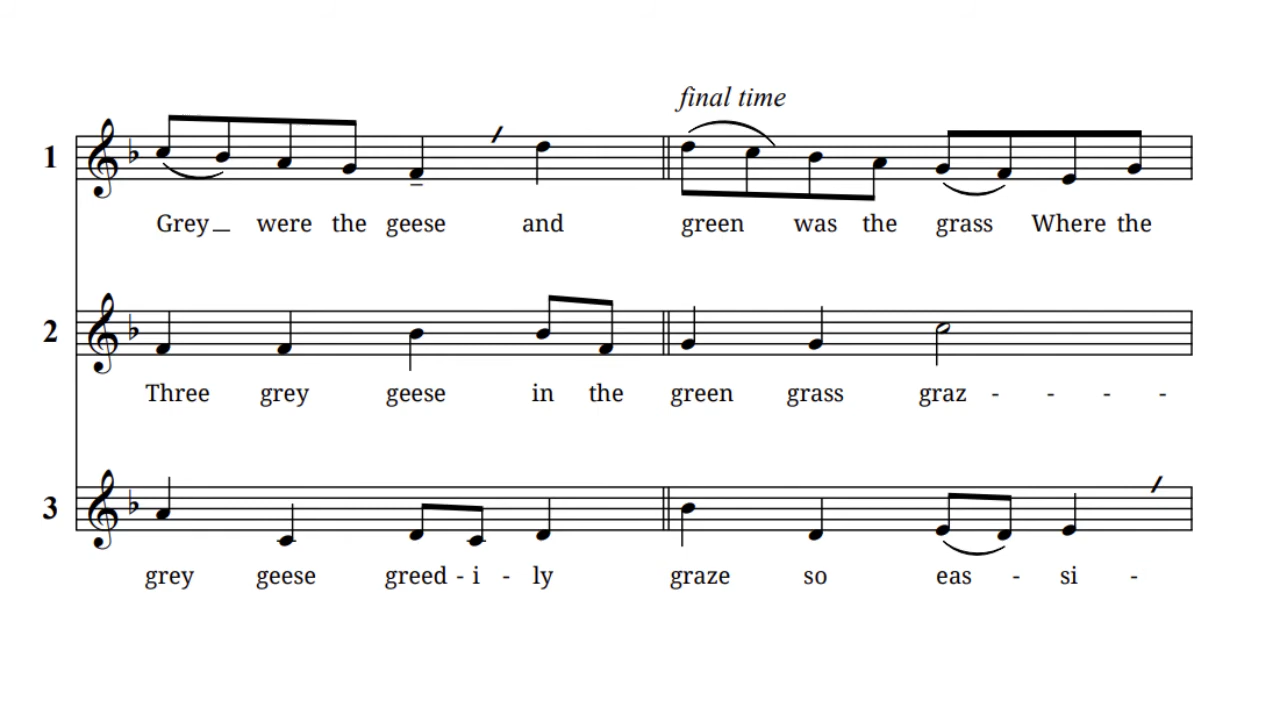 final time
1
Grey_ were the geese and green was the grass Where the
2
Three grey geese in the green grass graz - - - -
3
grey geese greed - i - ly graze so eas - si -